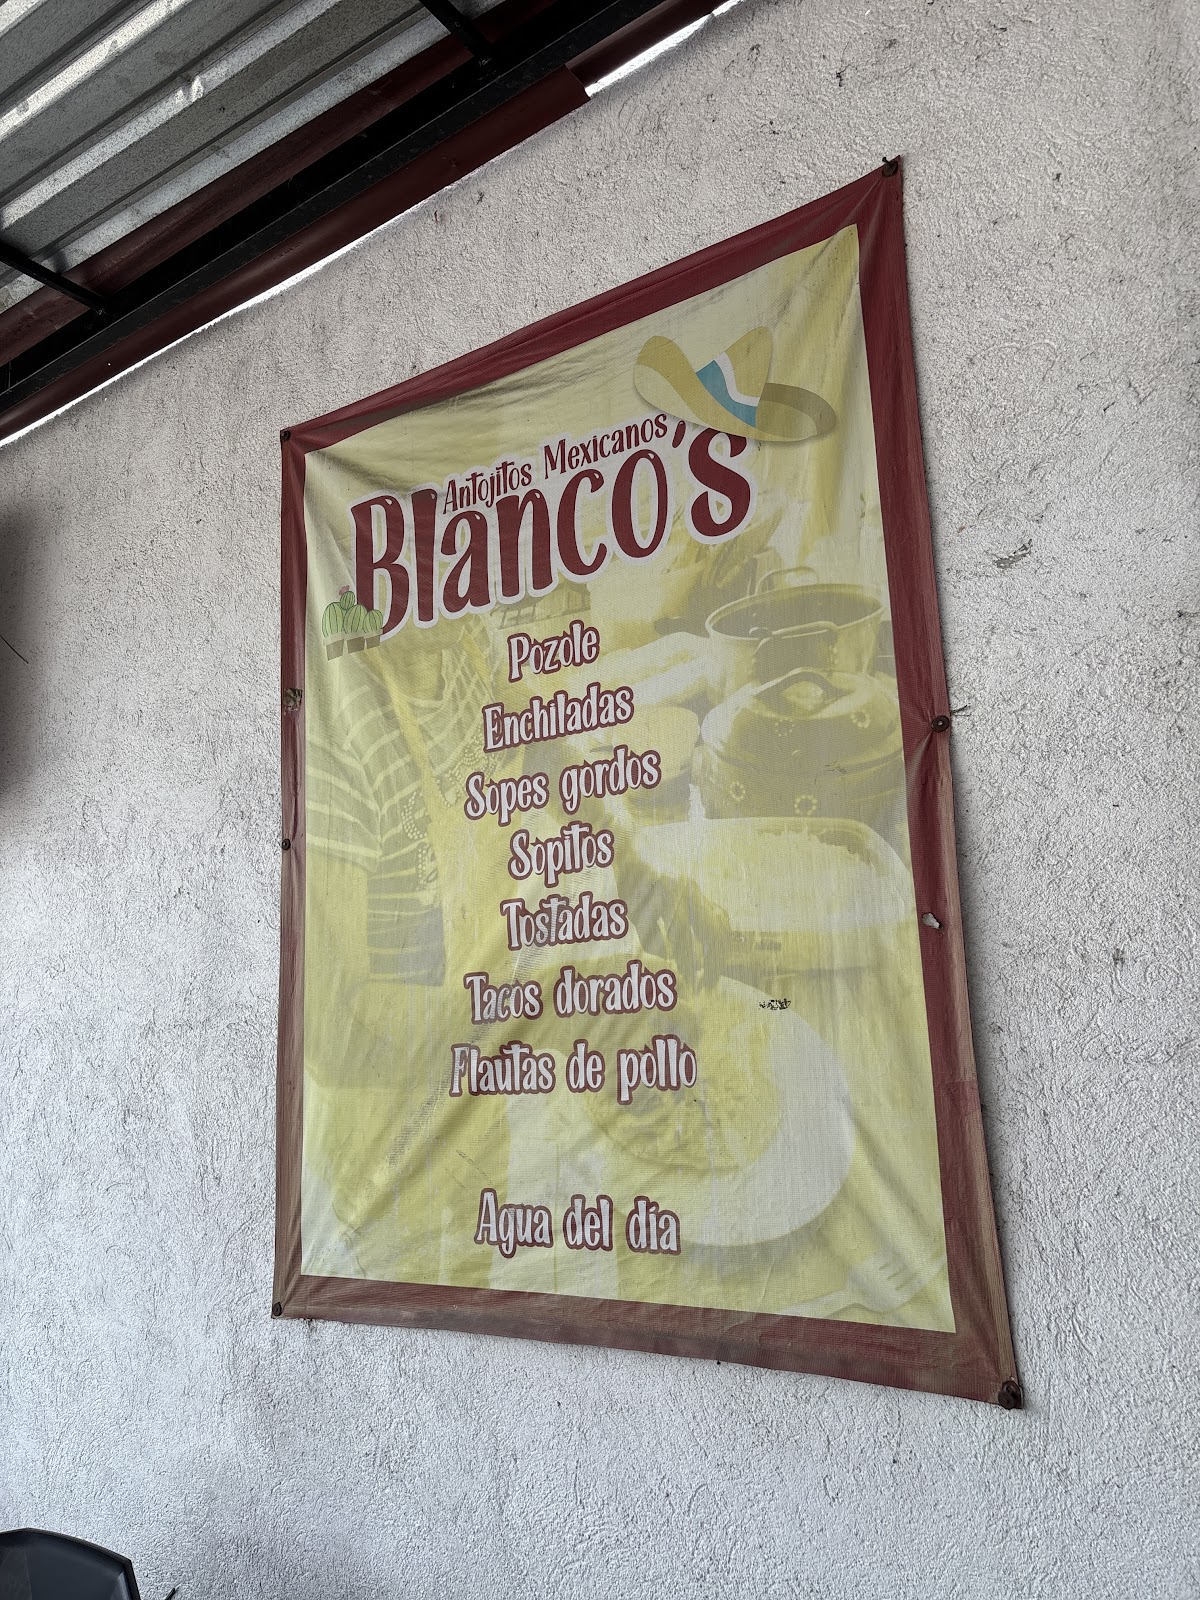 Antojitos Mexicanos
Blanco's
Pozole
Enchiladas
Sopes gordos
Sopitos
Tostadas
Tacos dorados
Flautas de pollo
Agua del día